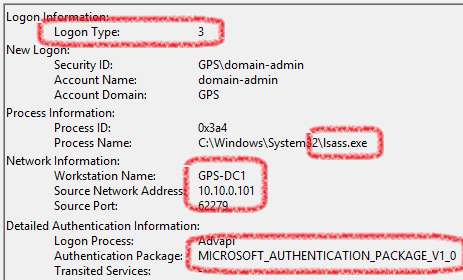 Logon Information:
Logon Type: 3
New Logon:
Security ID: GPS\domain-admin
Account Name: domain-admin
Account Domain: GPS
Process Information:
Process ID: 0x3a4
Process Name: C:\Windows\System32\lsass.exe
Network Information:
Workstation Name: GPS-DC1
Source Network Address: 10.10.0.101
Source Port: 62279
Detailed Authentication Information:
Logon Process: Advapi
Authentication Package: MICROSOFT_AUTHENTICATION_PACKAGE_V1_0
Transited Services: -